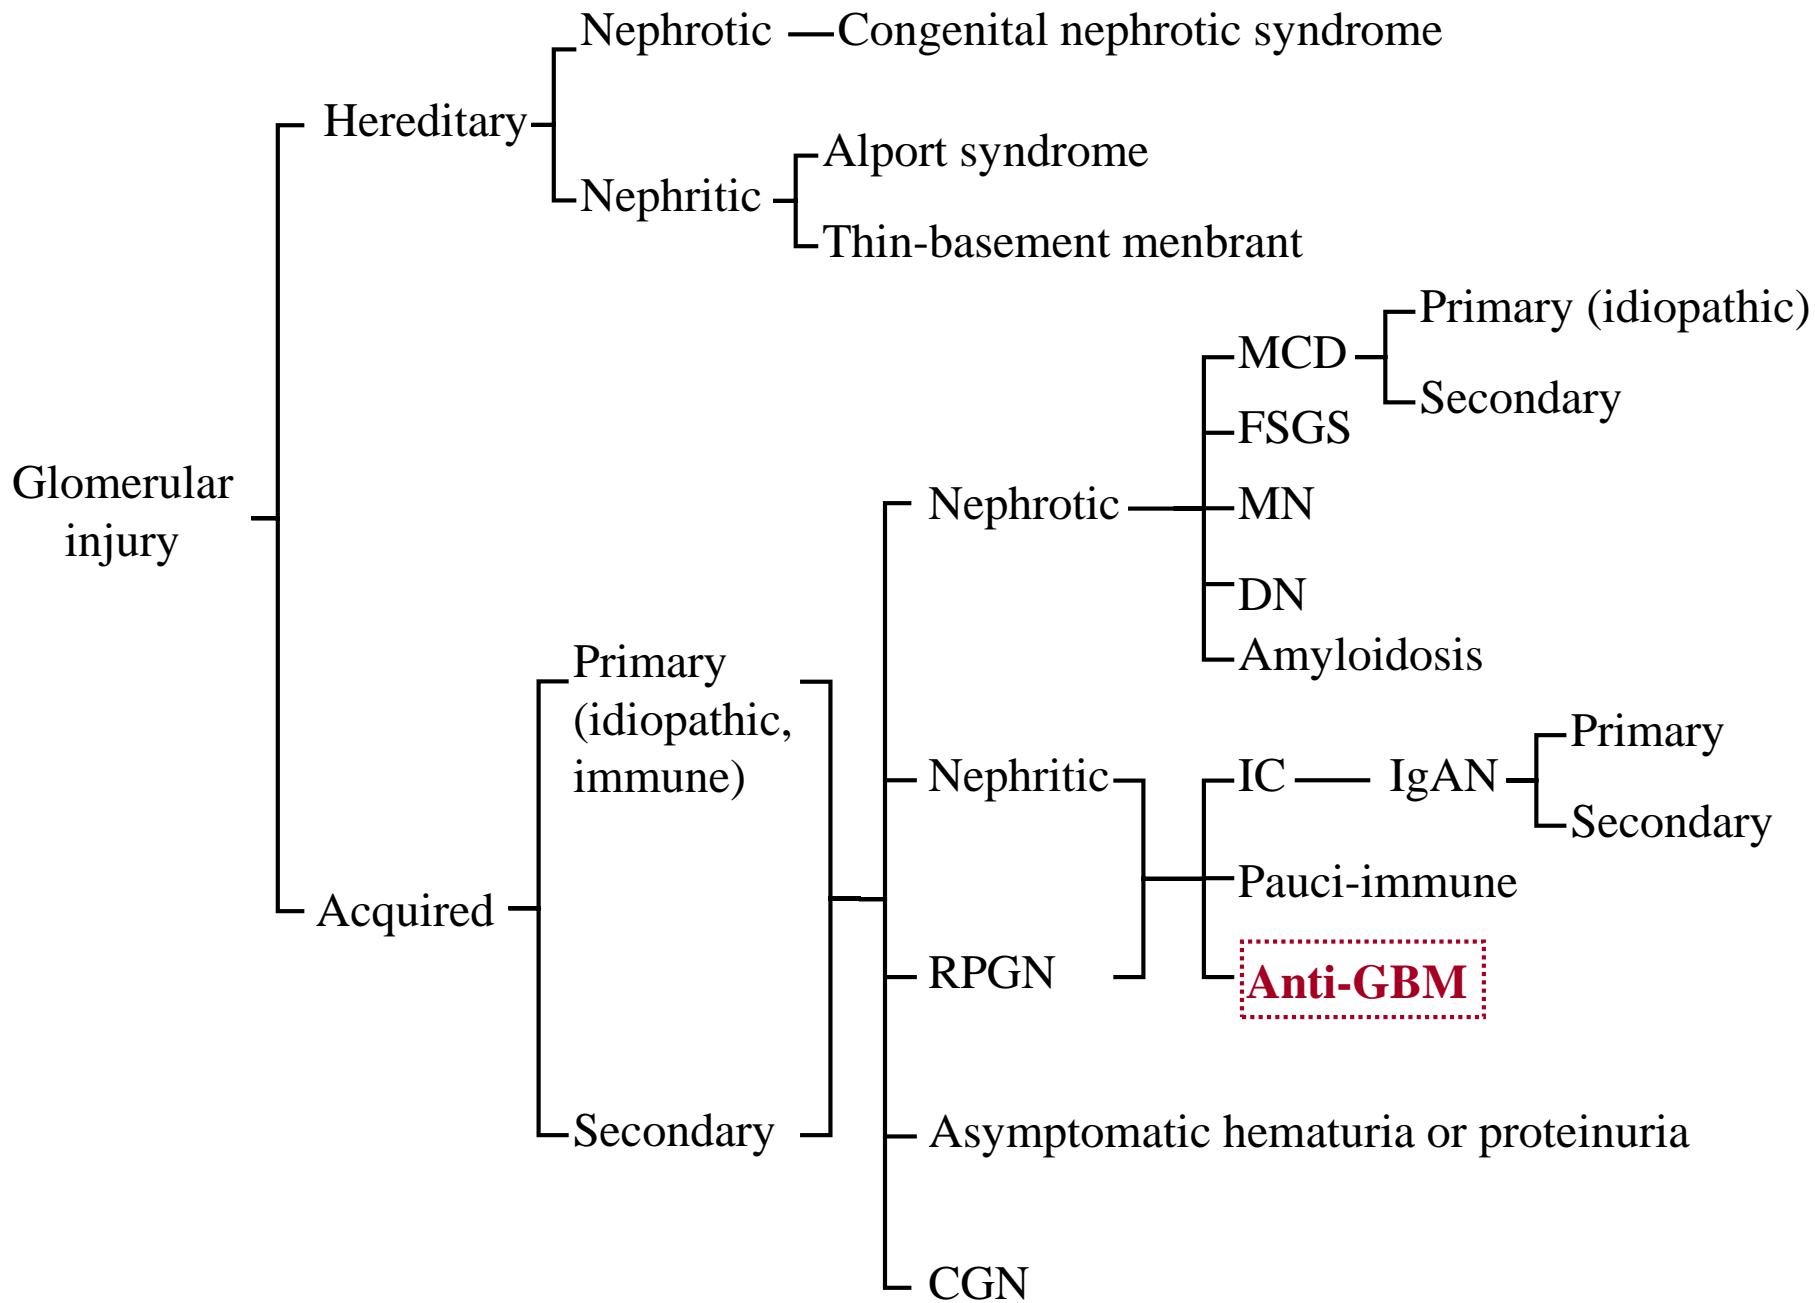 Nephrotic
Congenital nephrotic syndrome
Hereditary
Alport syndrome
Nephritic
Thin-basement menbrant
Primary (idiopathic)
MCD
Secondary
FSGS
Glomerular
injury
Nephrotic
MN
DN
Amyloidosis
Primary
(idiopathic,
immune)
Primary
Nephritic
IC
IgAN
Secondary
Pauci-immune
Acquired
RPGN
Anti-GBM
Secondary
Asymptomatic hematuria or proteinuria
CGN